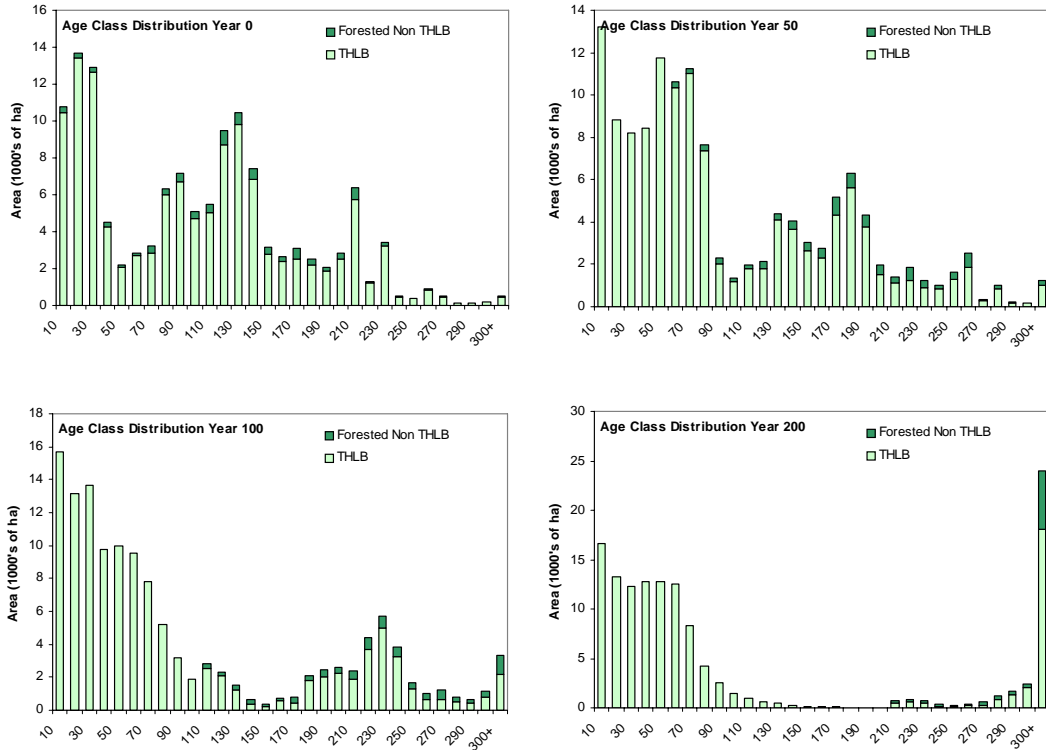 Age Class Distribution Year 0
Forested Non THLB
THLB
Area (1000's of ha)
16
14
12
10
8
6
4
2
0
10 30 50 70 90 110 130 150 170 190 210 230 250 270 290 300+
Age Class Distribution Year 50
Forested Non THLB
THLB
Area (1000's of ha)
14
12
10
8
6
4
2
0
10 30 50 70 90 110 130 150 170 190 210 230 250 270 290 300+
Age Class Distribution Year 100
Forested Non THLB
THLB
Area (1000's of ha)
18
16
14
12
10
8
6
4
2
0
10 30 50 70 90 110 130 150 170 190 210 230 250 270 290 300+
Age Class Distribution Year 200
Forested Non THLB
THLB
Area (1000's of ha)
30
25
20
15
10
5
0
10 30 50 70 90 110 130 150 170 190 210 230 250 270 290 300+